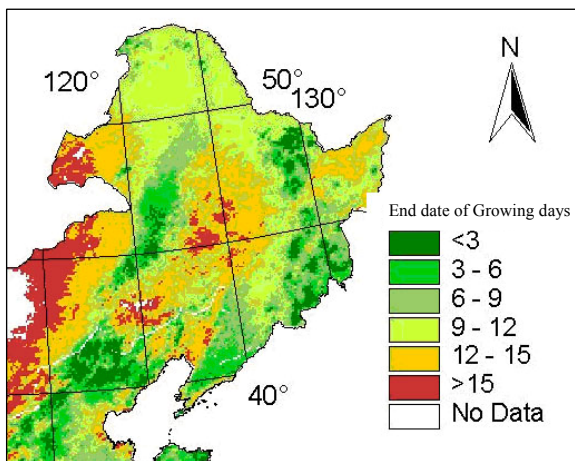 N
120°
50°
130°
End date of Growing days
<3
3 - 6
6 - 9
9 - 12
12 - 15
>15
No Data
40°